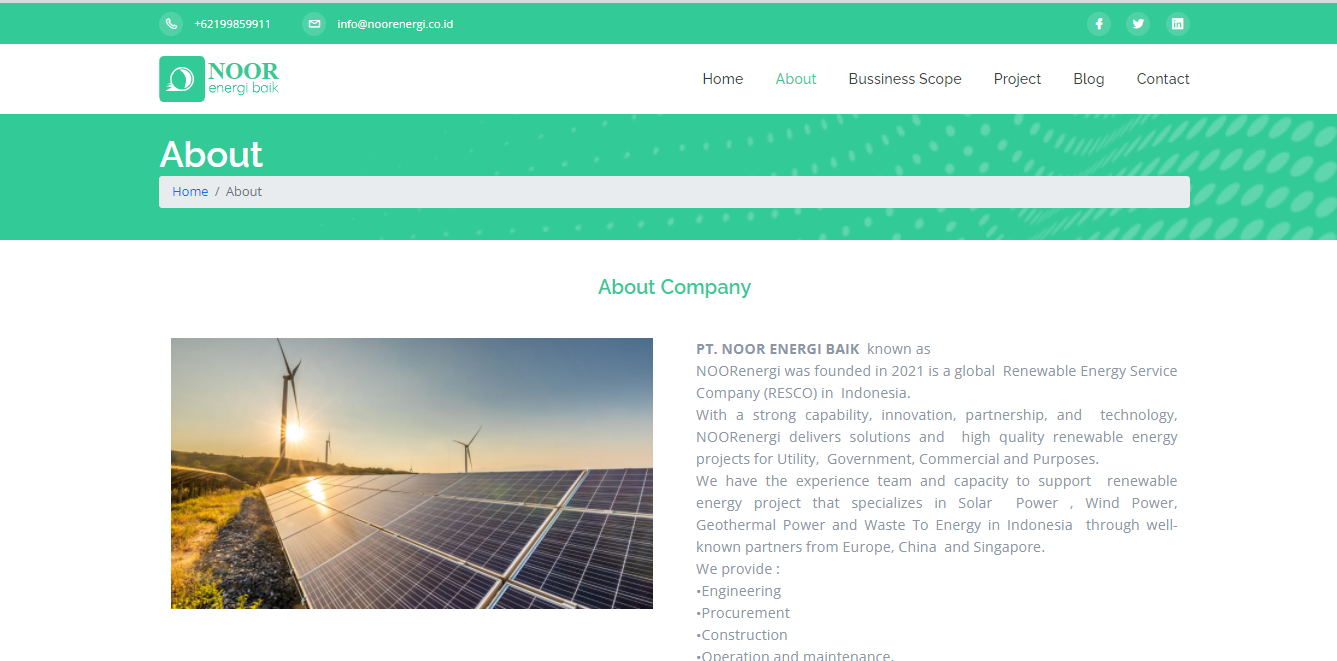 +62199859911 info@noorenergi.co.id
NOOR
energi baik
Home About Bussiness Scope Project Blog Contact
About
Home / About
About Company
PT. NOOR ENERGI BAIK known as
NOORenergi was founded in 2021 is a global Renewable Energy Service
Company (RESCO) in Indonesia.
With a strong capability, innovation, partnership, and technology,
NOORenergi delivers solutions and high quality renewable energy
projects for Utility, Government, Commercial and Purposes.
We have the experience team and capacity to support renewable
energy project that specializes in Solar Power , Wind Power,
Geothermal Power and Waste To Energy in Indonesia through well-
known partners from Europe, China and Singapore.
We provide :
•Engineering
•Procurement
•Construction
•Operation and maintenance.